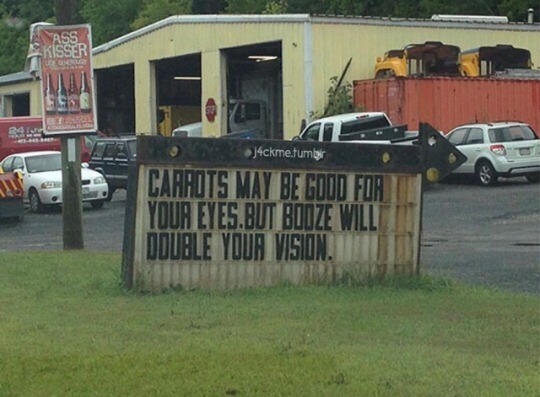 ASS
KISSER
j4ckme.tumblr
CARROTS MAY BE GOOD FOR
YOUR EYES.BUT BOOZE WILL
DOUBLE YOUR VISION.